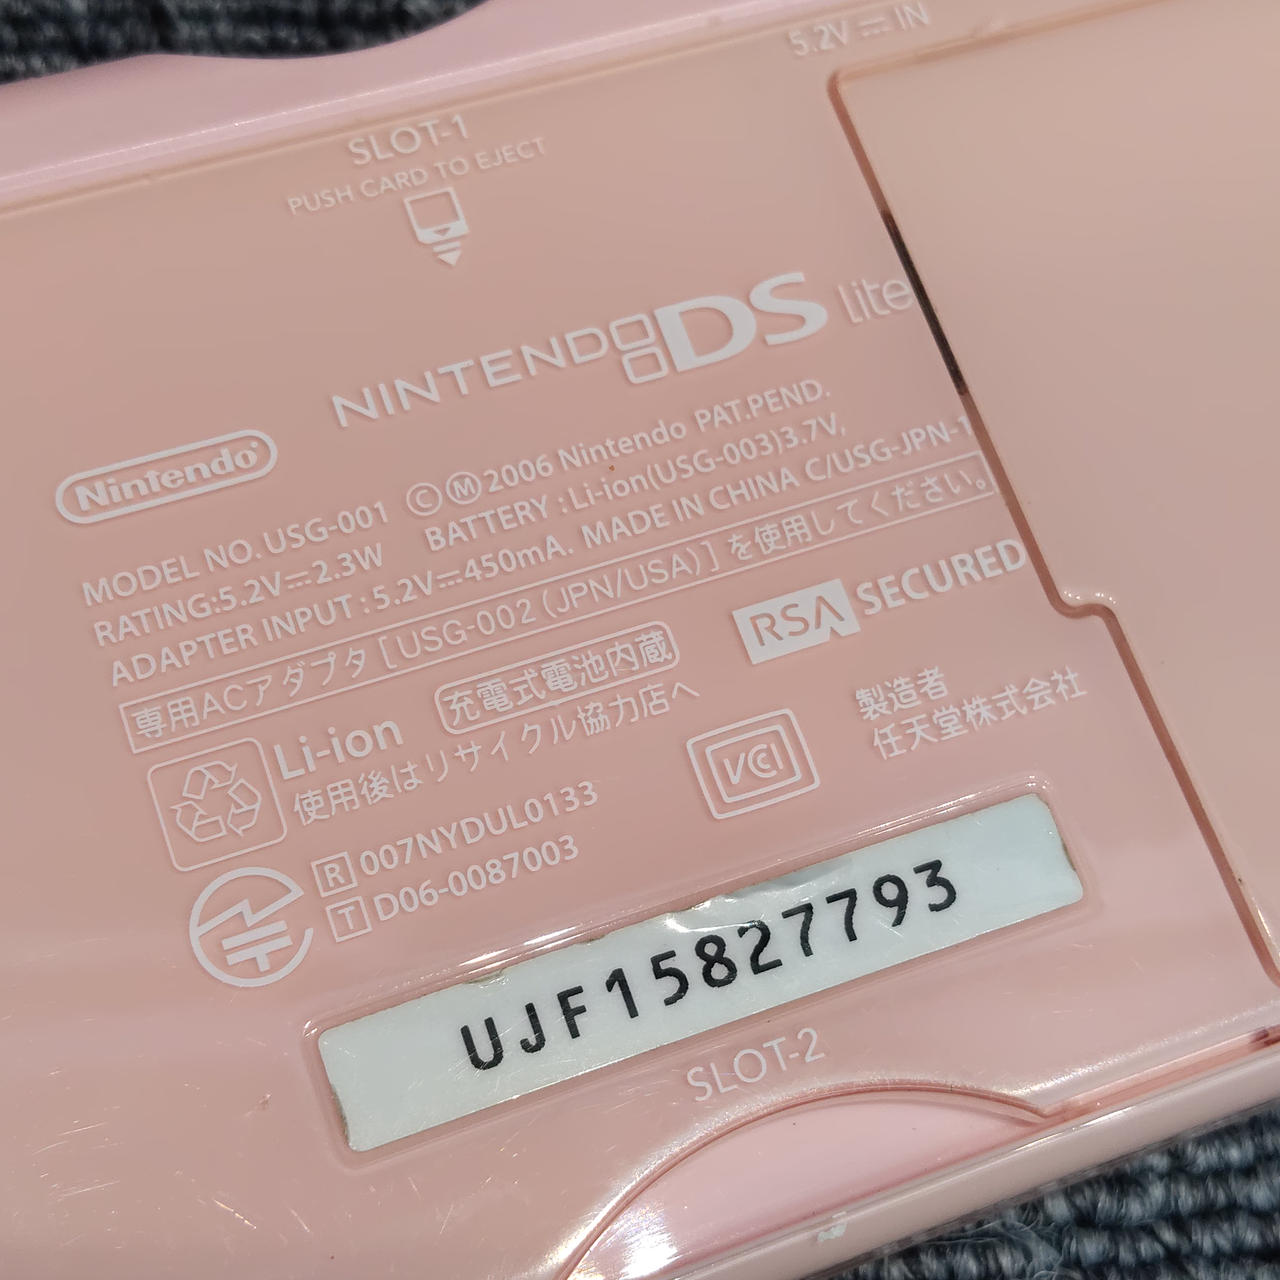 5.2V⎓IN
SLOT-1
PUSH CARD TO EJECT
NINTENDO DS lite
Nintendo®
MODEL NO. USG-001 ⒸⓂ2006 Nintendo PAT.PEND.
RATING:5.2V⎓2.3W BATTERY :Li-ion(USG-003)3.7V,
ADAPTER INPUT :5.2V⎓450mA. MADE IN CHINA C/USG-JPN-1
専用ACアダプタ [USG-002 (JPN/USA)] を使用してください。
Li-ion 充電式電池内蔵
使用後はリサイクル協力店へ
RSA SECURED
VCCI
製造者
任天堂株式会社
R 007NYDUL0133
T D06-0087003
UJF15827793
SLOT-2